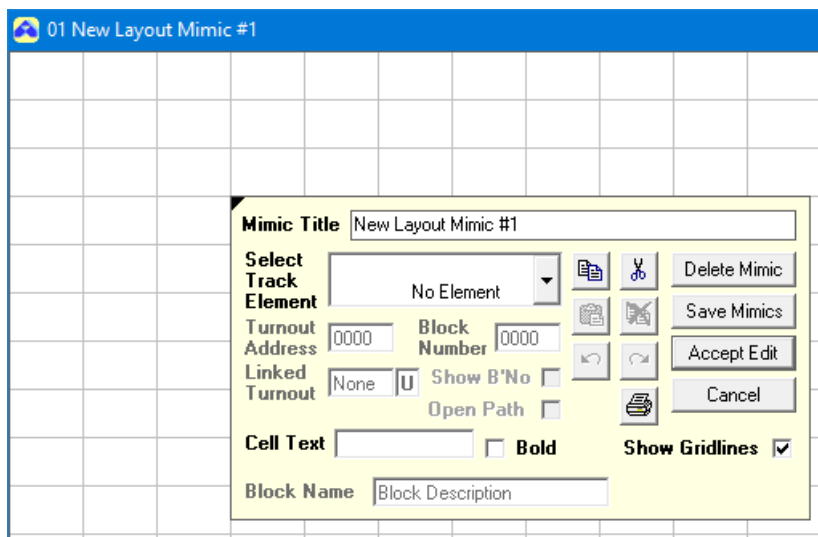 01 New Layout Mimic #1
Mimic Title New Layout Mimic #1
Select Track Element No Element
Delete Mimic
Turnout Address 0000 Block Number 0000
Save Mimics
Linked Turnout None U Show B'No
Accept Edit
Open Path
Cancel
Cell Text Bold Show Gridlines
Block Name Block Description